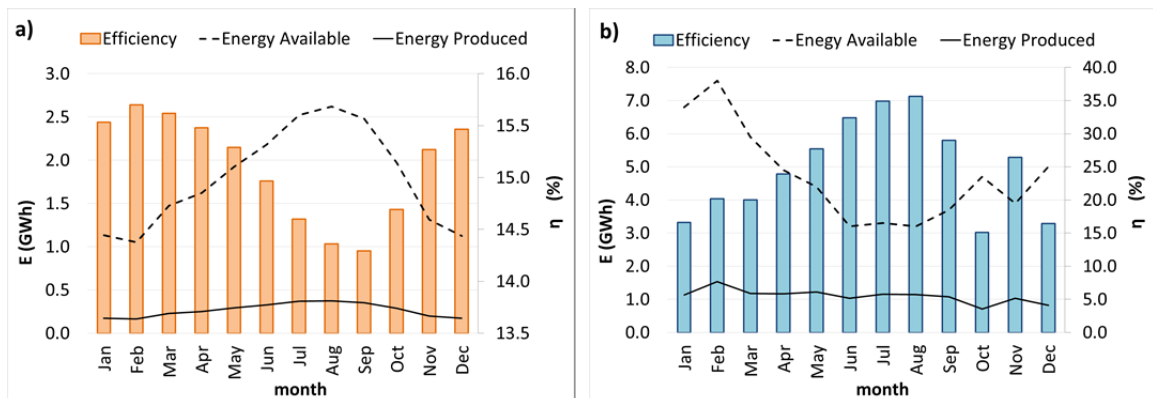 a)
Efficiency Energy Available Energy Produced
3.0 16.0
2.5 15.5
2.0 15.0
1.5 14.5
1.0 14.0
0.5 13.5
0.0
E (GWh)
η (%)
Jan Feb Mar Apr May Jun Jul Aug Sep Oct Nov Dec
month
b)
Efficiency Enegy Available Energy Produced
8.0 40.0
7.0 35.0
6.0 30.0
5.0 25.0
4.0 20.0
3.0 15.0
2.0 10.0
1.0 5.0
0.0 0.0
E (GWh)
η (%)
Jan Feb Mar Apr May Jun Jul Aug Sep Oct Nov Dec
month